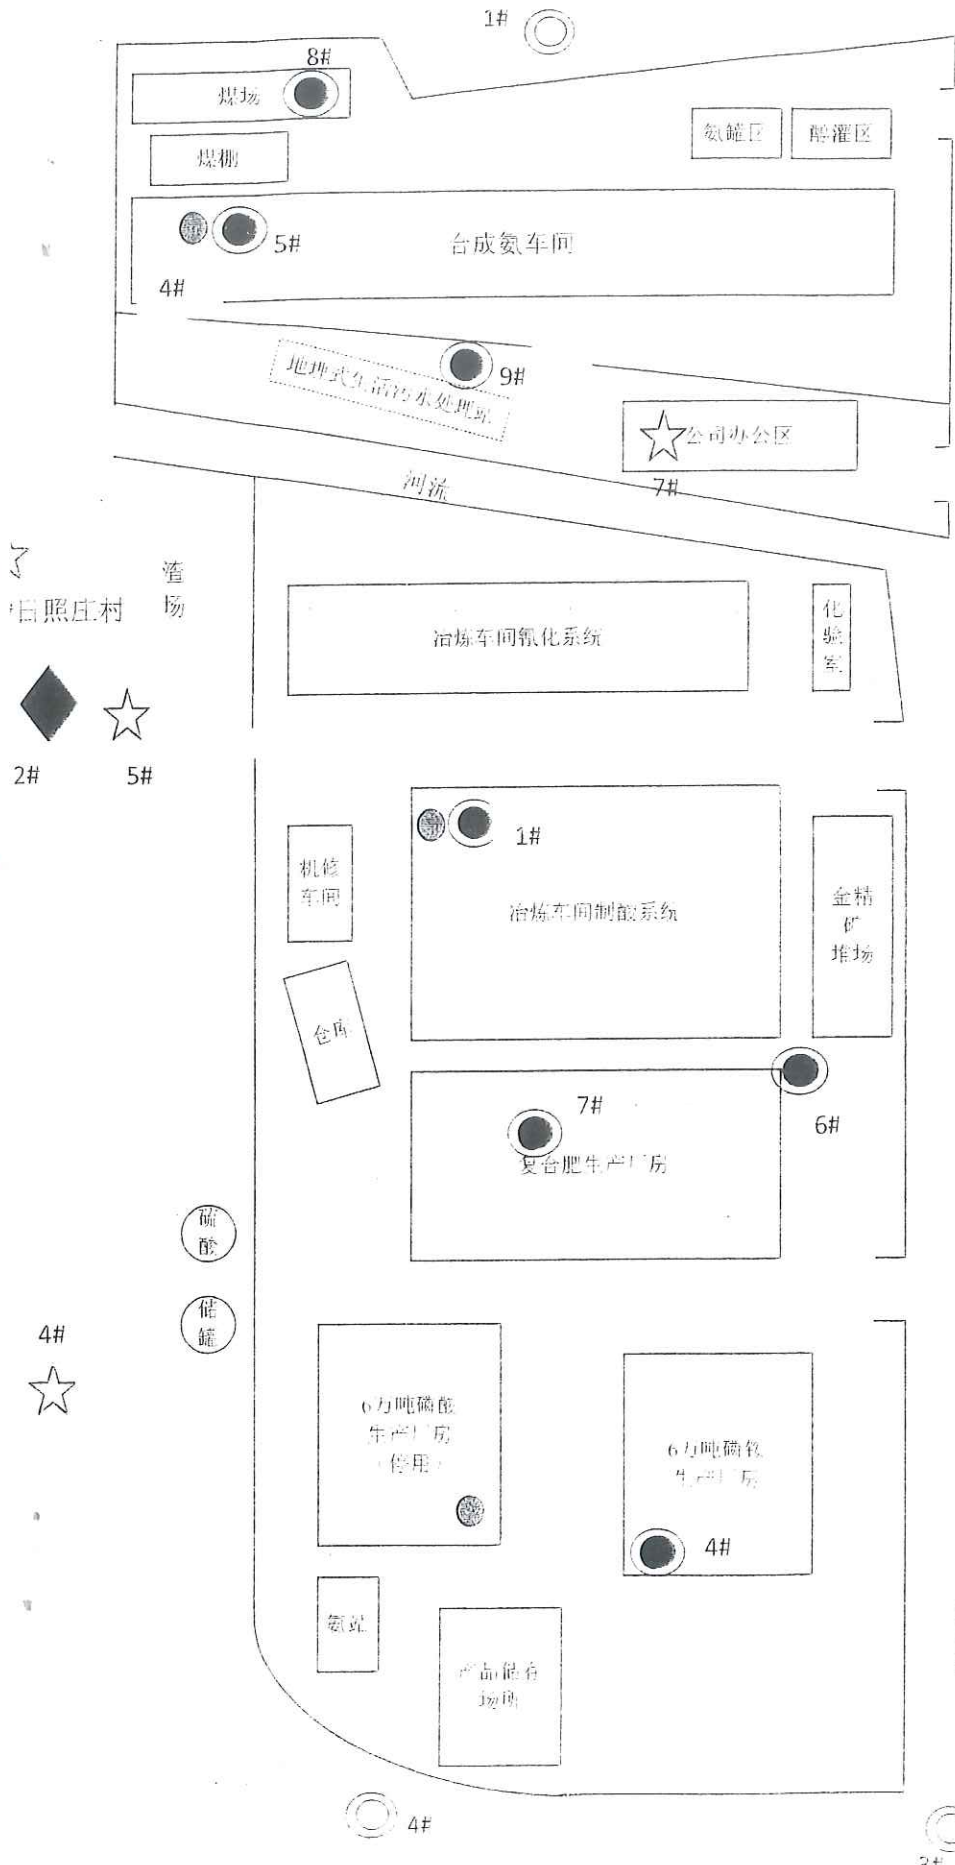 1#
8#
煤场
氨罐区
醇灌区
煤棚
5#
台成氨车间
4#
地埋式生活污水处理站
9#
公司办公区
7#
河流
渣
场
日照庄村
冶炼车间氰化系统
化
验
室
2#
5#
1#
机修
车间
冶炼车间制酸系统
金精
矿
堆场
仓库
7#
6#
复合肥生产厂房
硫
酸
储
罐
4#
6万吨磷酸
生产厂房
(停用)
6万吨磷铵
生产厂房
4#
氨站
产品储存
场所
4#
3#